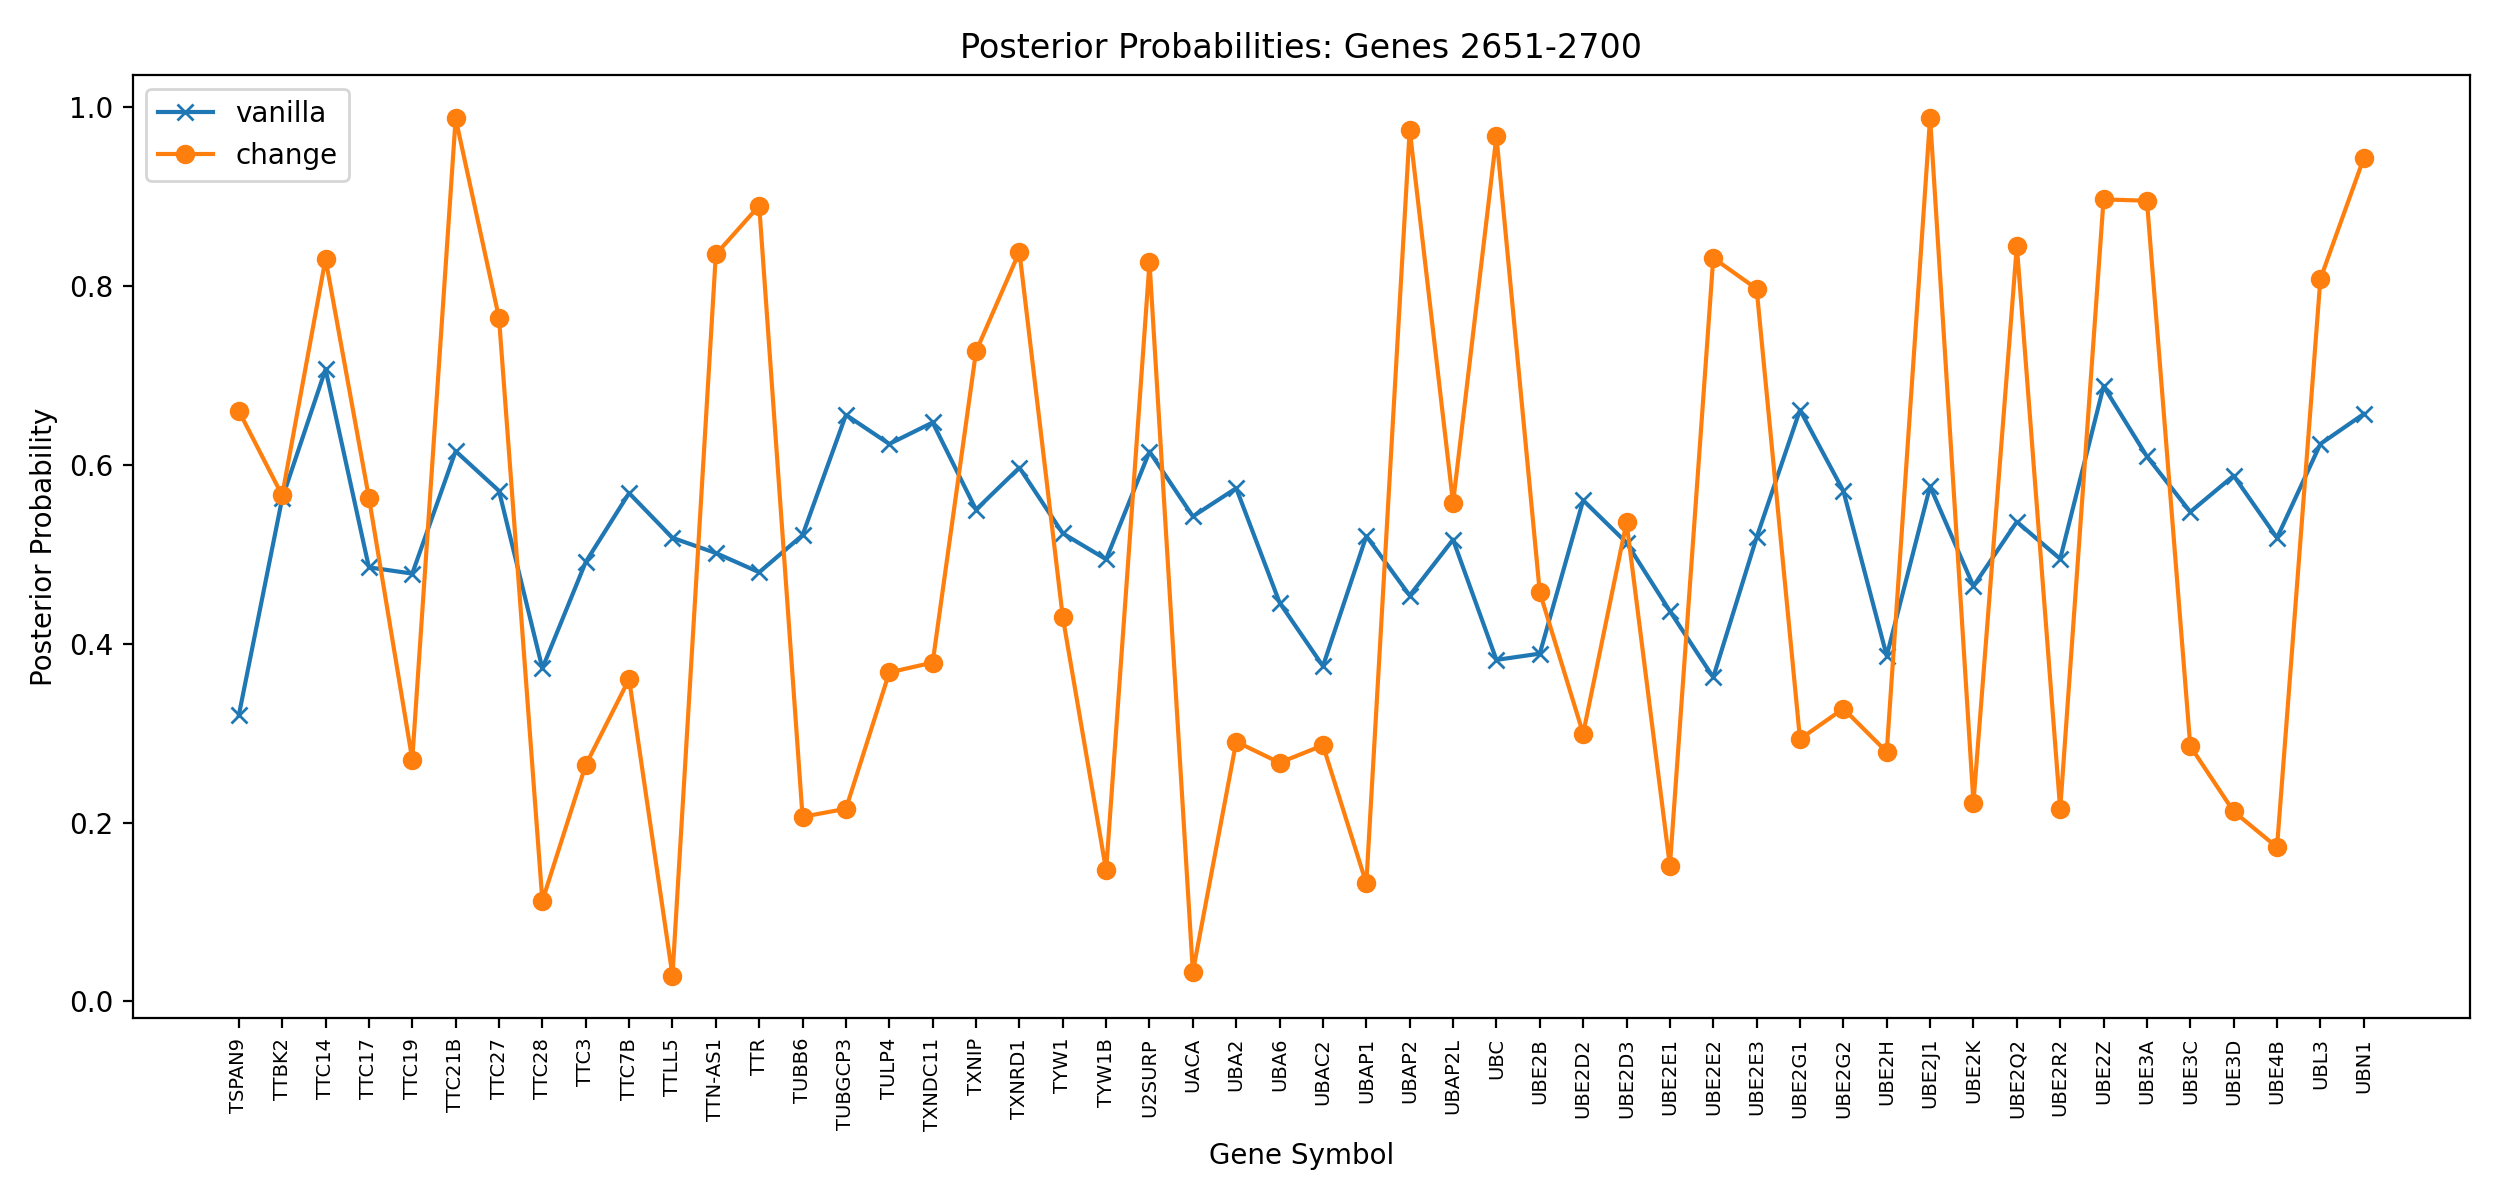 Posterior Probabilities: Genes 2651-2700
vanilla
change
1.0
0.8
0.6
0.4
0.2
0.0
Posterior Probability
TSPAN9
TTBK2
TTC14
TTC17
TTC19
TTC21B
TTC27
TTC28
TTC3
TTC7B
TTLL5
TTN-AS1
TTR
TUBB6
TUBGCP3
TULP4
TXNDC11
TXNIP
TXNRD1
TYW1
TYW1B
U2SURP
UACA
UBA2
UBA6
UBAC2
UBAP1
UBAP2
UBAP2L
UBC
UBE2B
UBE2D2
UBE2D3
UBE2E1
UBE2E2
UBE2E3
UBE2G1
UBE2G2
UBE2H
UBE2J1
UBE2K
UBE2Q2
UBE2R2
UBE2Z
UBE3A
UBE3C
UBE3D
UBE4B
UBL3
UBN1
Gene Symbol